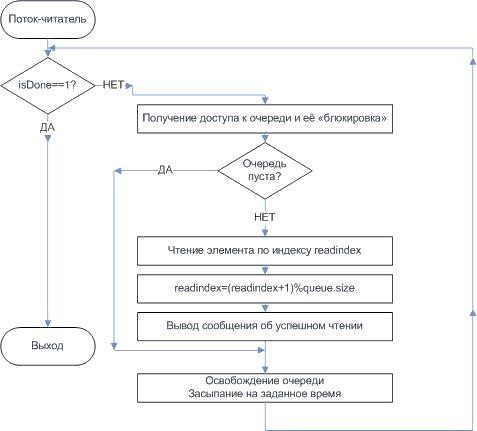 Поток-читатель
isDone==1?
НЕТ
ДА
Получение доступа к очереди и её «блокировка»
Очередь
пуста?
ДА
НЕТ
Чтение элемента по индексу readindex
readindex=(readindex+1)%queue.size
Вывод сообщения об успешном чтении
Выход
Освобождение очереди
Засыпание на заданное время